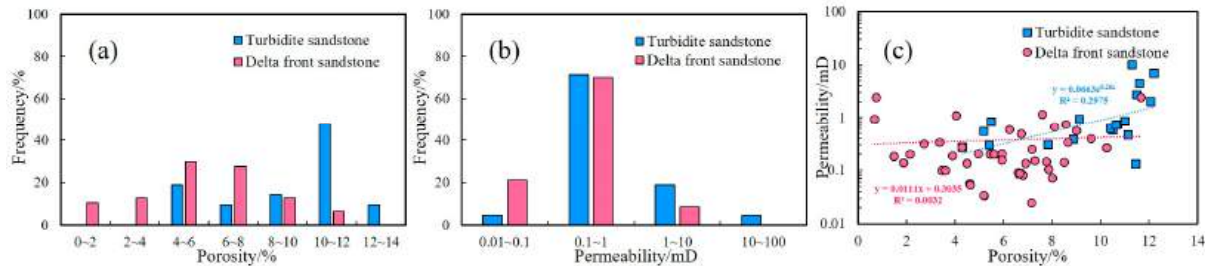 100
80
60
40
20
0
Frequency/%
(a)
Turbidite sandstone
Delta front sandstone
0~2 2~4 4~6 6~8 8~10 10~12 12~14
Porosity/%
100
80
60
40
20
0
Frequency/%
(b)
Turbidite sandstone
Delta front sandstone
0.01~0.1 0.1~1 1~10 10~100
Permeability/mD
100
10
1
0.1
0.01
Permeability/mD
(c)
Turbidite sandstone
Delta front sandstone
R² = 0.2975
y = 0.0111x + 0.3035
R² = 0.0032
0 2 4 6 8 10 12 14
Porosity/%